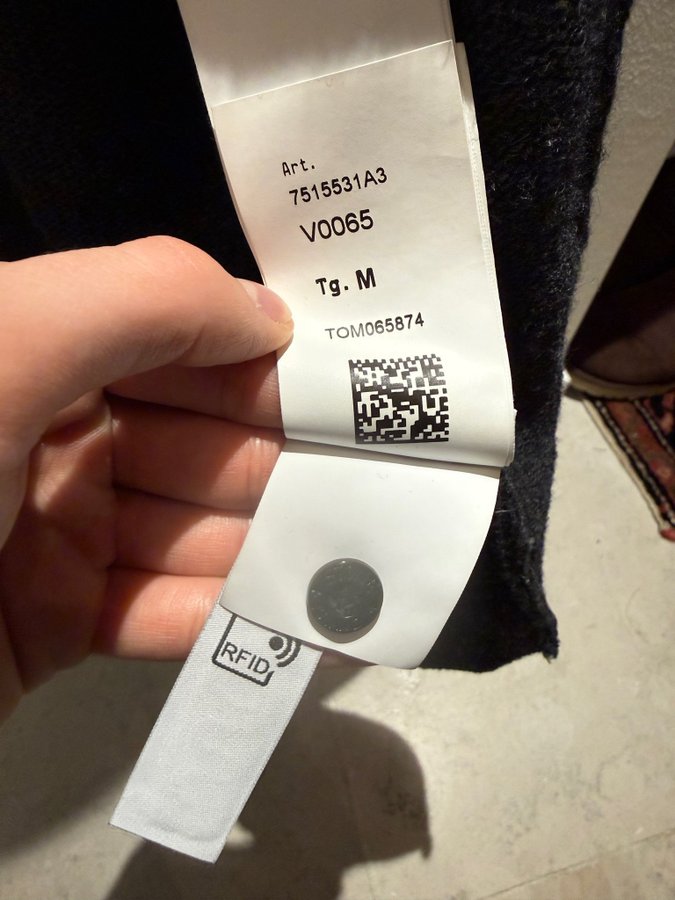 Art.
7515531A3
V0065
Tg. M
TOM065874
RFID